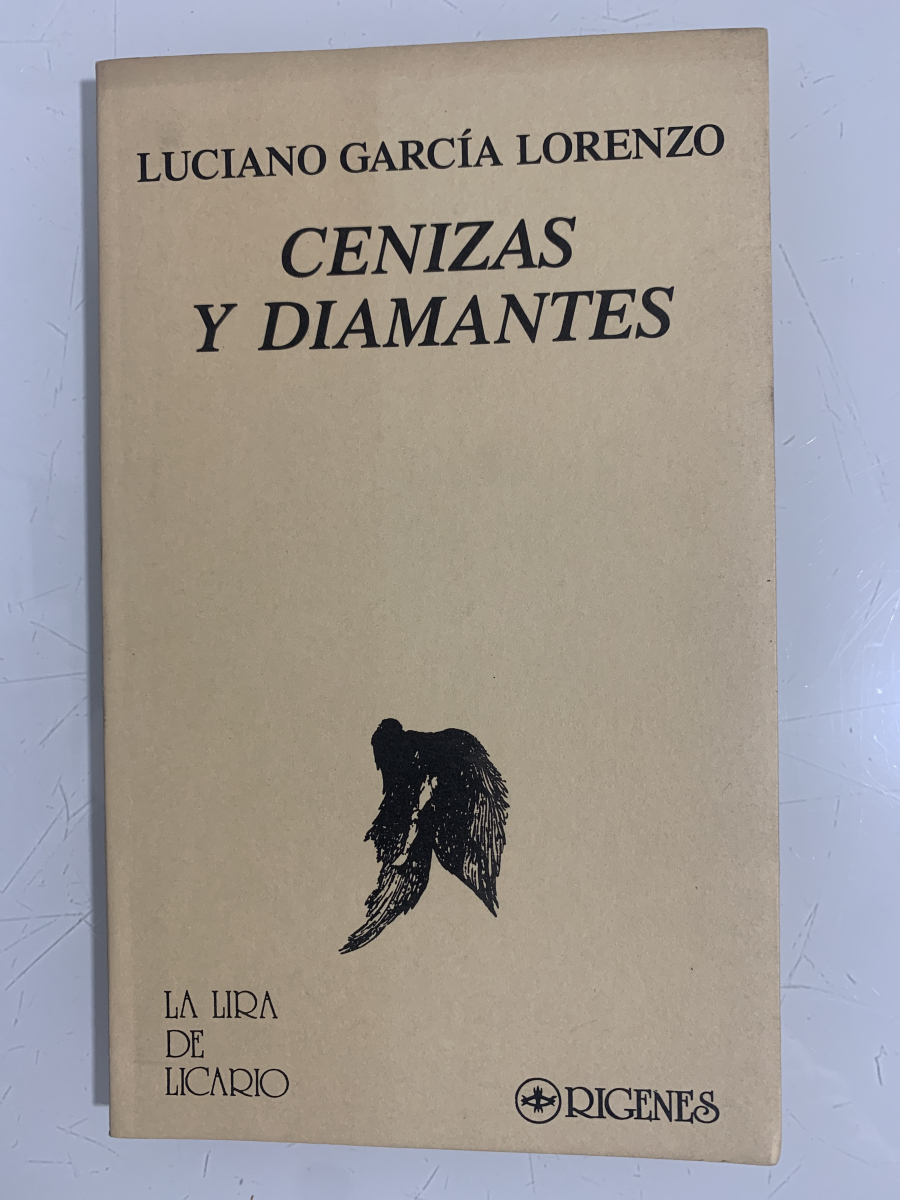 LUCIANO GARCÍA LORENZO
CENIZAS
Y DIAMANTES
LA LIRA
DE
LICARIO
ORIGENES